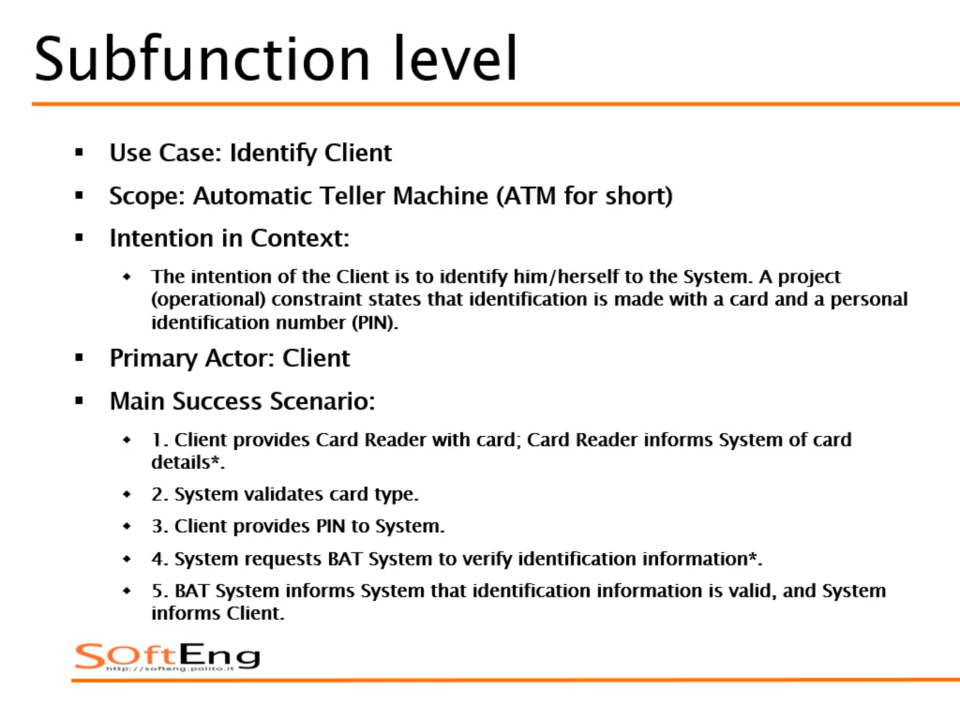 Subfunction level
▪ Use Case: Identify Client
▪ Scope: Automatic Teller Machine (ATM for short)
▪ Intention in Context:
◆ The intention of the Client is to identify him/herself to the System. A project
(operational) constraint states that identification is made with a card and a personal
identification number (PIN).
▪ Primary Actor: Client
▪ Main Success Scenario:
◆ 1. Client provides Card Reader with card; Card Reader informs System of card
details*.
◆ 2. System validates card type.
◆ 3. Client provides PIN to System.
◆ 4. System requests BAT System to verify identification information*.
◆ 5. BAT System informs System that identification information is valid, and System
informs Client.
SOftEng
http://softeng.polito.it